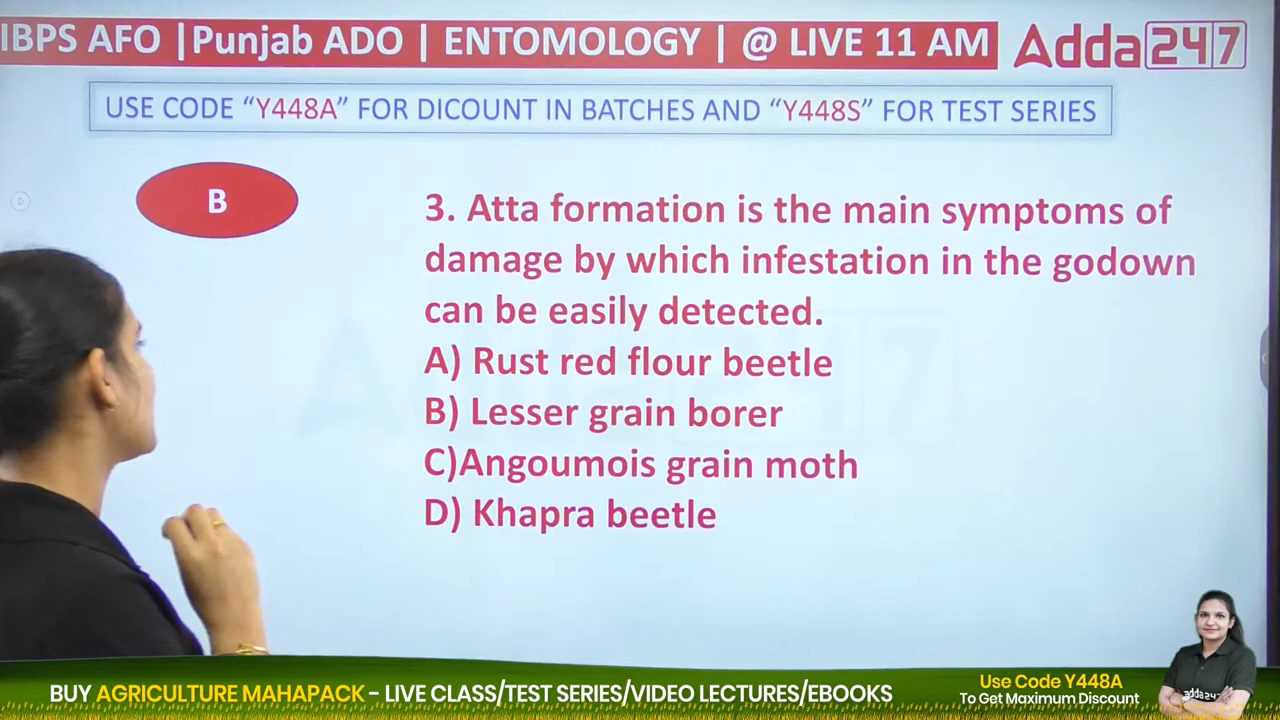 IBPS AFO |Punjab ADO | ENTOMOLOGY | @ LIVE 11 AM
Adda247
USE CODE “Y448A” FOR DICOUNT IN BATCHES AND “Y448S” FOR TEST SERIES
B
3. Atta formation is the main symptoms of
damage by which infestation in the godown
can be easily detected.
A) Rust red flour beetle
B) Lesser grain borer
C)Angoumois grain moth
D) Khapra beetle
BUY AGRICULTURE MAHAPACK - LIVE CLASS/TEST SERIES/VIDEO LECTURES/EBOOKS
Use Code Y448A
To Get Maximum Discount
adda247